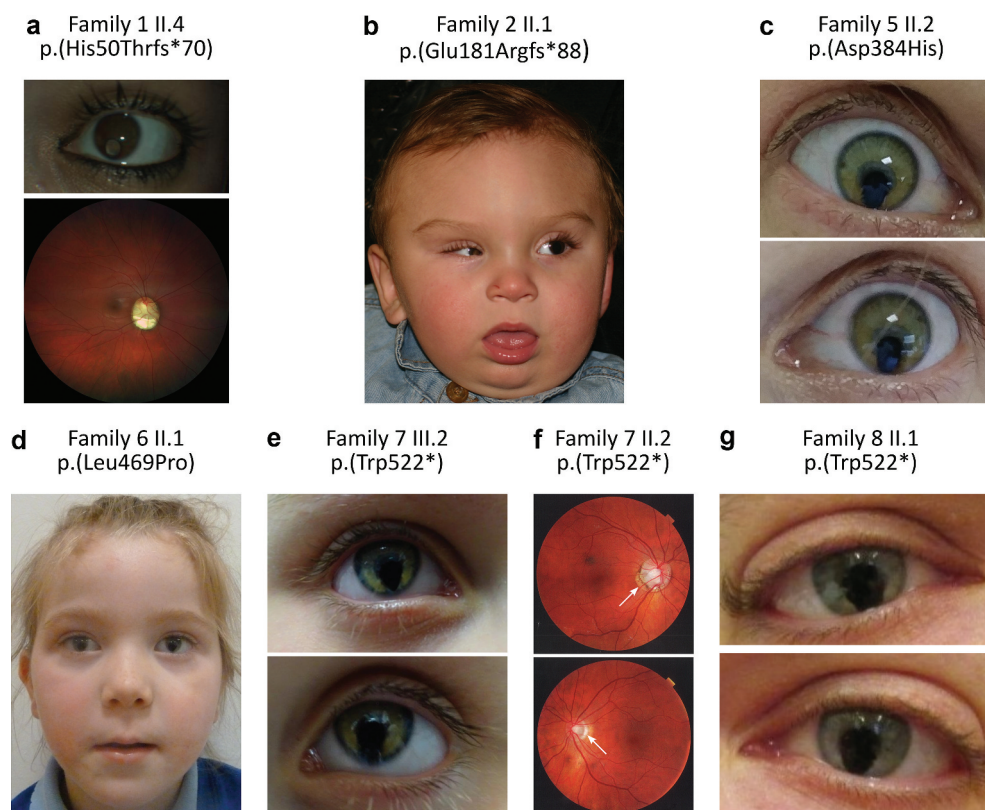 a Family 1 II.4
p.(His50Thrfs*70)
b Family 2 II.1
p.(Glu181Argfs*88)
c Family 5 II.2
p.(Asp384His)
d Family 6 II.1
p.(Leu469Pro)
e Family 7 III.2
p.(Trp522*)
f Family 7 II.2
p.(Trp522*)
g Family 8 II.1
p.(Trp522*)